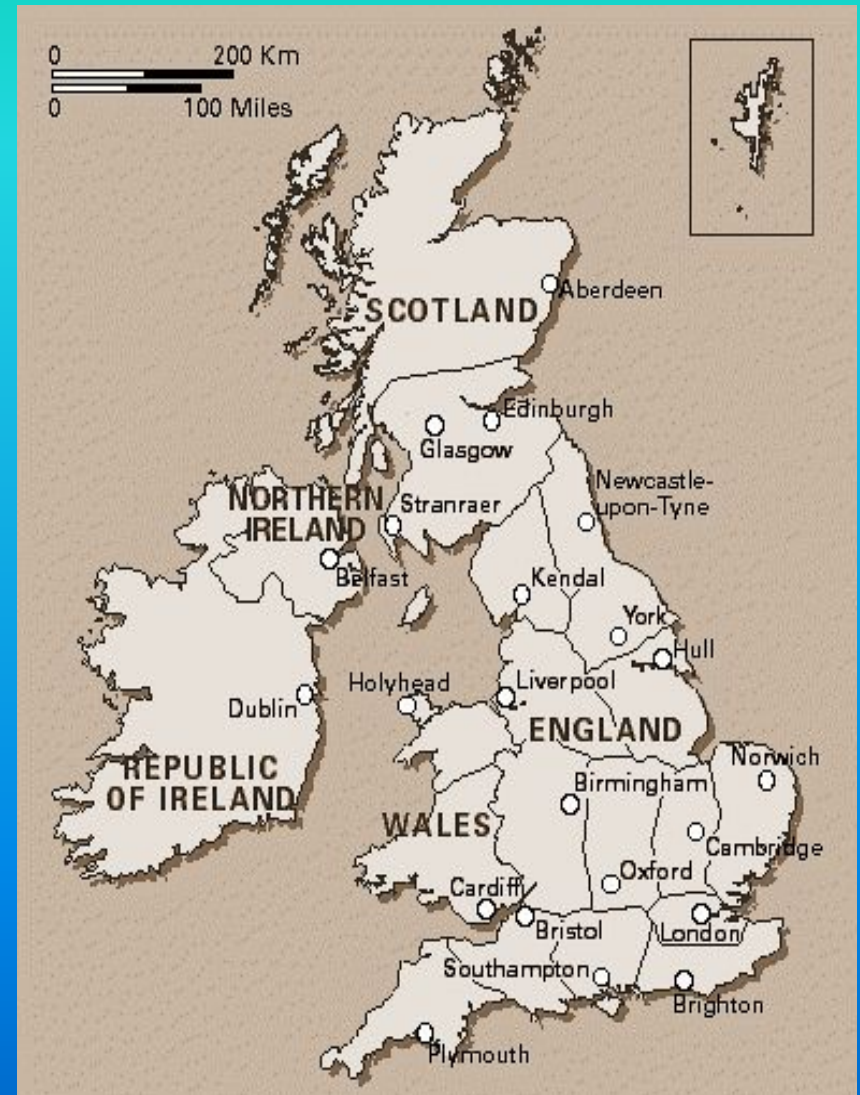 0 200 Km
0 100 Miles
Aberdeen
SCOTLAND
Edinburgh
Glasgow
Newcastle-
upon-Tyne
NORTHERN
IRELAND
Stranraer
Belfast
Kendal
York
Hull
Holyhead
Liverpool
Dublin
ENGLAND
REPUBLIC
OF IRELAND
Norwich
Birmingham
WALES
Cambridge
Oxford
Cardiff
Bristol
London
Southampton
Brighton
Plymouth